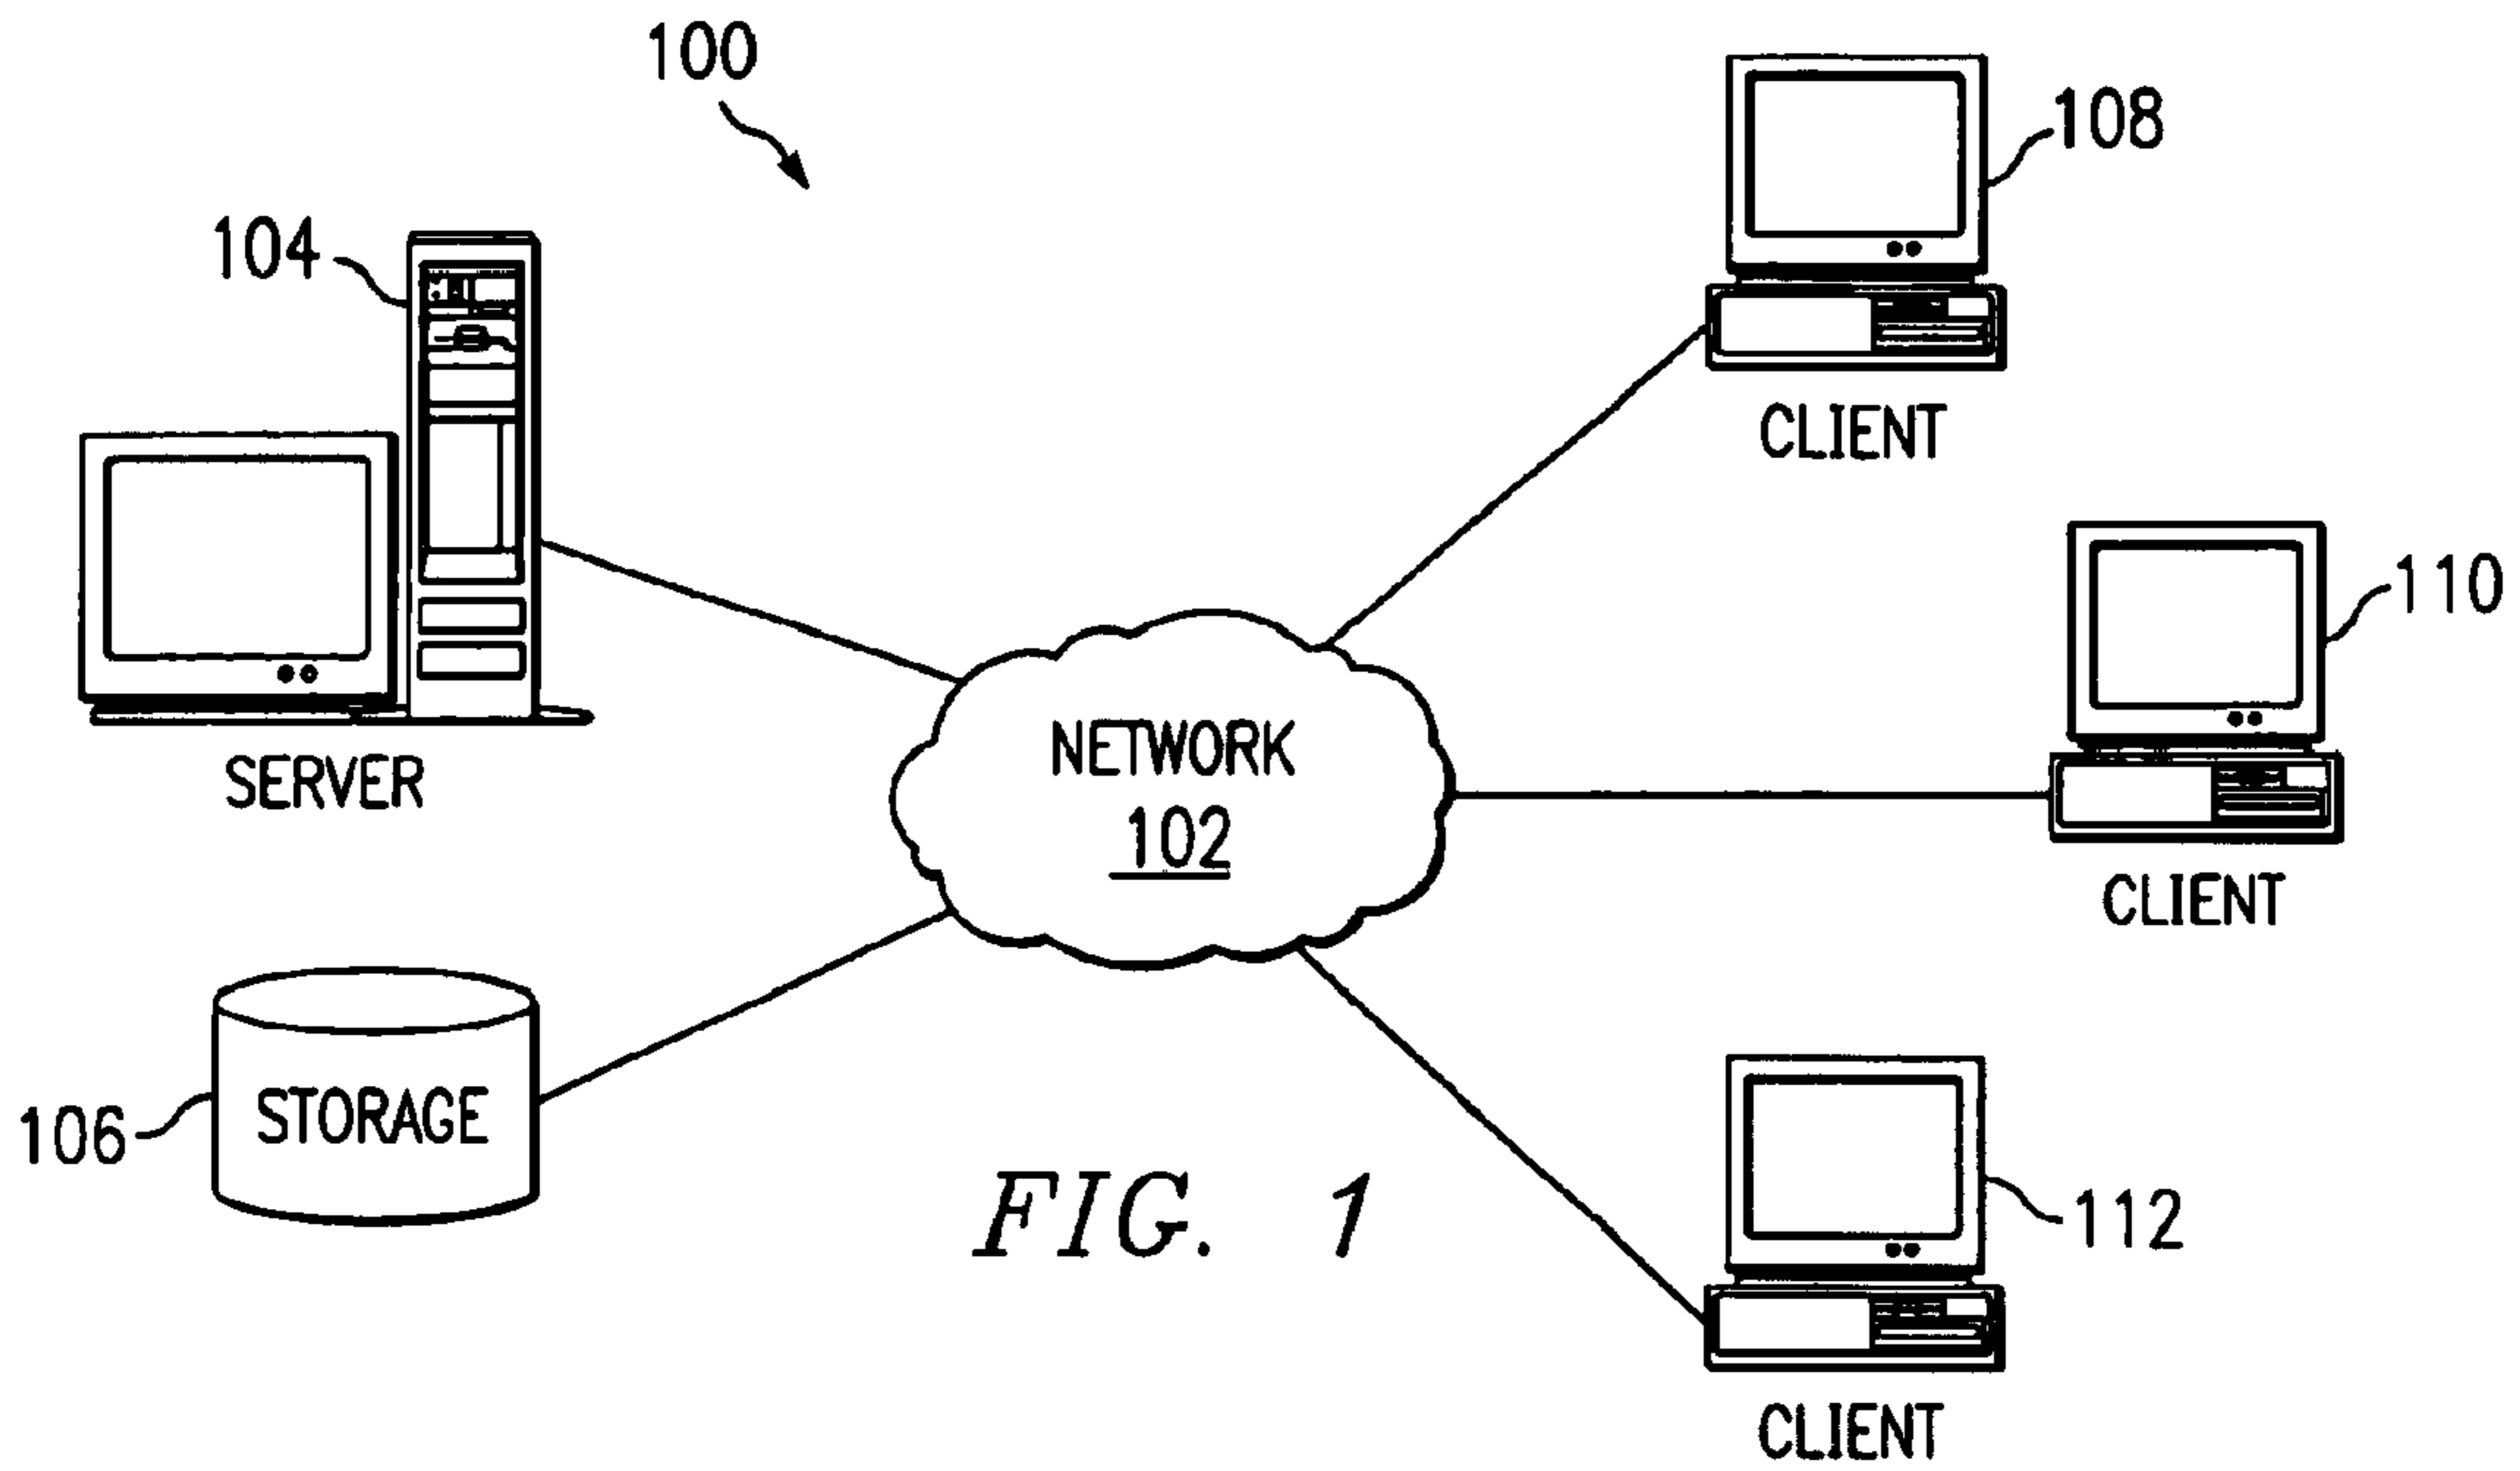 100
108
104
CLIENT
110
SERVER
NETWORK
102
CLIENT
STORAGE
106
FIG. 1
112
CLIENT